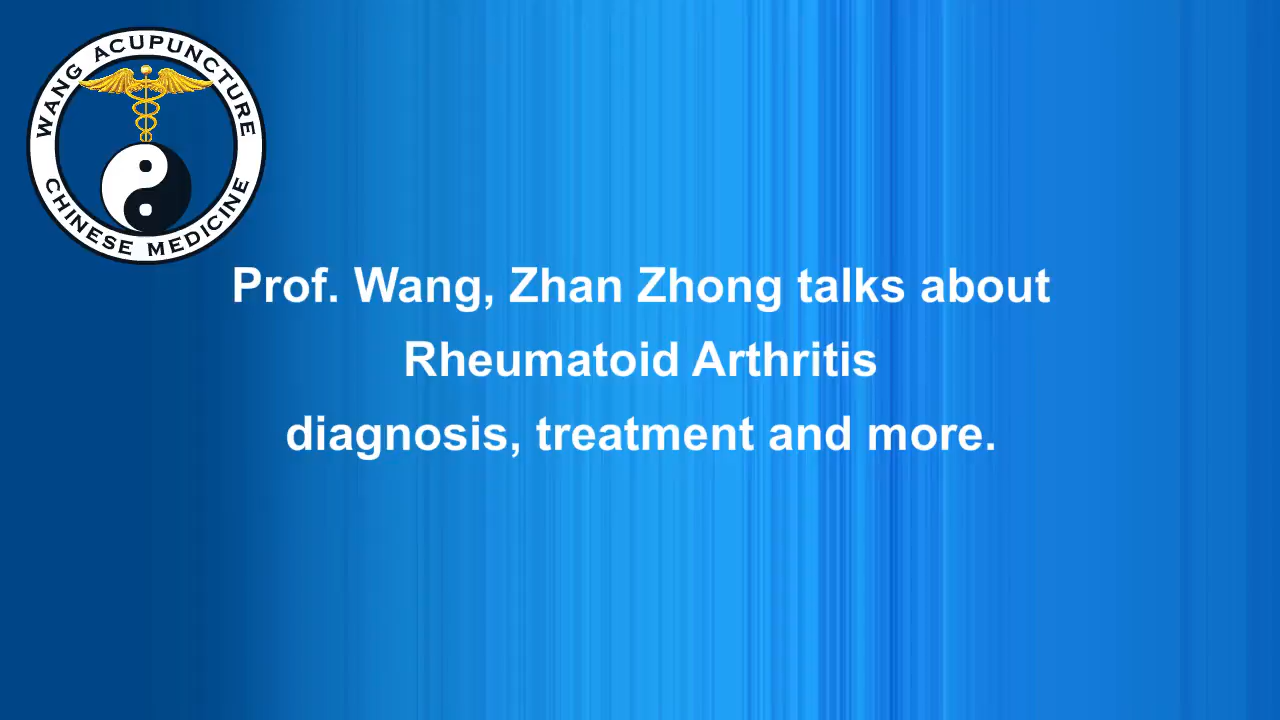 WANG ACUPUNCTURE
CHINESE MEDICINE
Prof. Wang, Zhan Zhong talks about
Rheumatoid Arthritis
diagnosis, treatment and more.